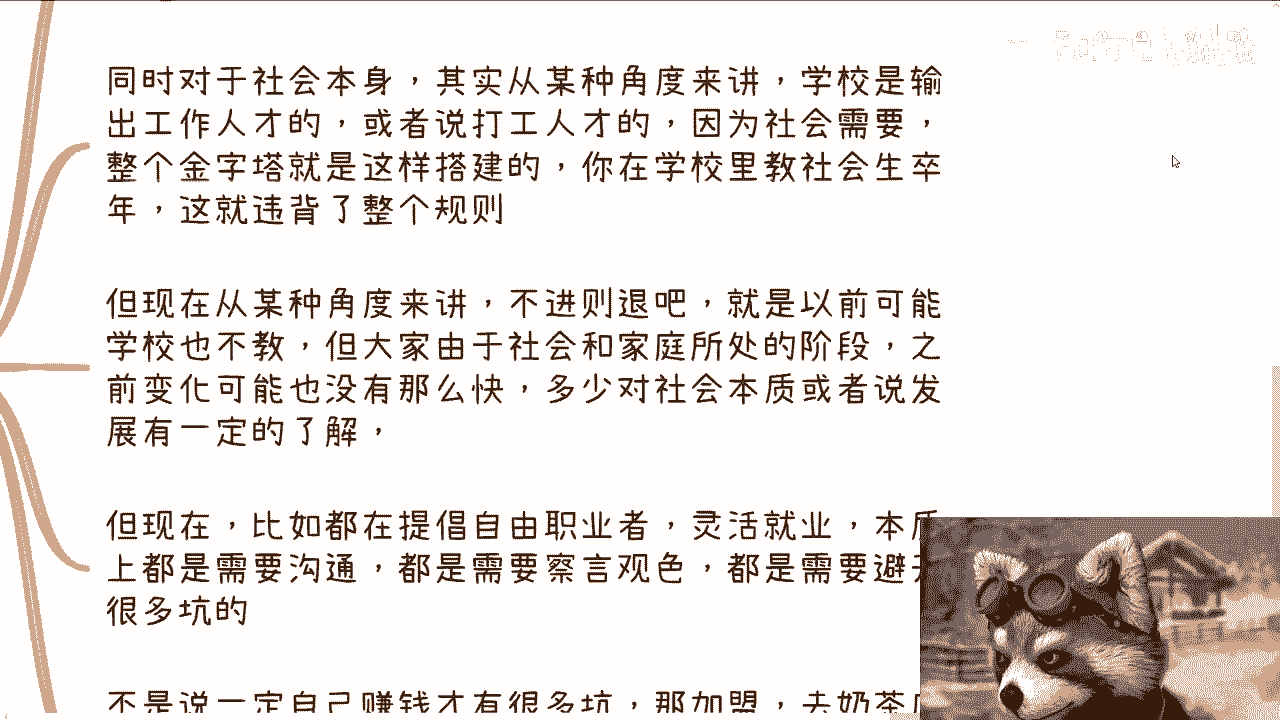 同时对于社会本身，其实从某种角度来讲，学校是输
出工作人才的，或者说打工人才的，因为社会需要，
整个金字塔就是这样搭建的，你在学校里教社会生卒
年，这就违背了整个规则
但现在从某种角度来讲，不进则退吧，就是以前可能
学校也不教，但大家由于社会和家庭所处的阶段，之
前变化可能也没有那么快，多少对社会本质或者说发
展有一定的了解，
但现在，比如都在提倡自由职业者，灵活就业，本质
上都是需要沟通，都是需要察言观色，都是需要避开
很多坑的
不是说一定自己赚钱才有很多坑，那加盟，去奶茶